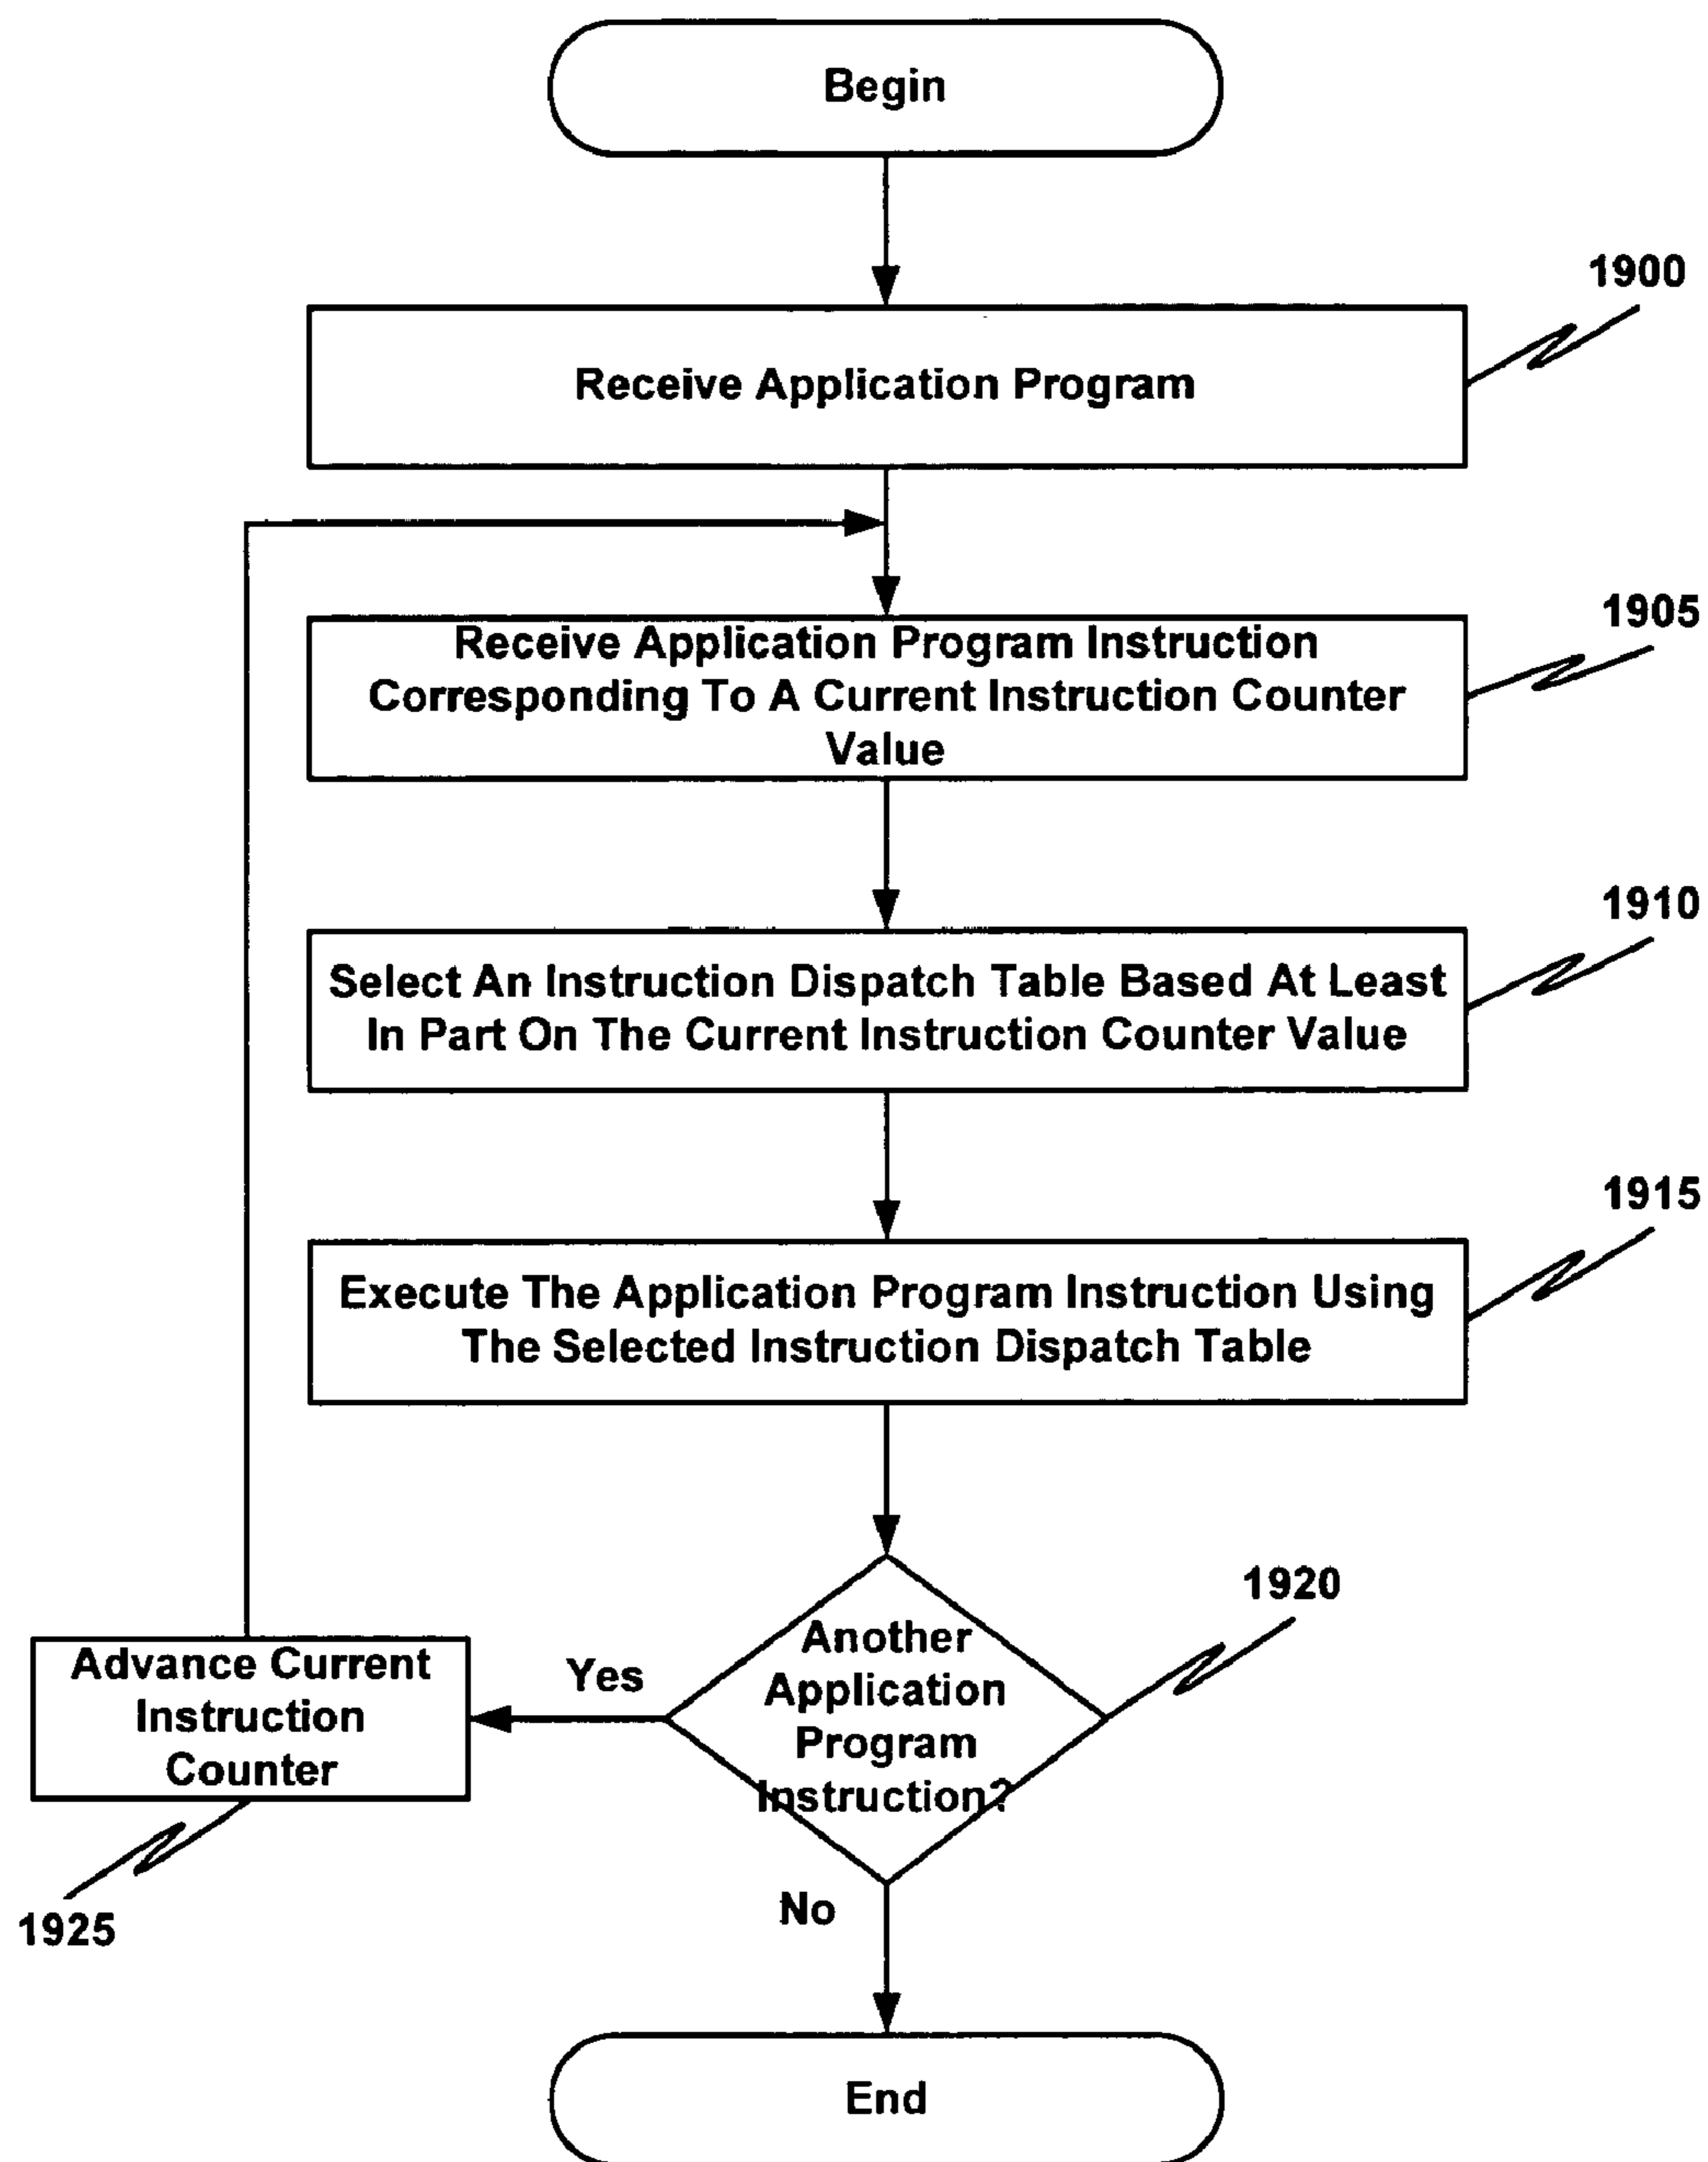 Begin
1900
Receive Application Program
1905
Receive Application Program Instruction
Corresponding To A Current Instruction Counter
Value
1910
Select An Instruction Dispatch Table Based At Least
In Part On The Current Instruction Counter Value
1915
Execute The Application Program Instruction Using
The Selected Instruction Dispatch Table
1920
Another
Application
Program
Instruction?
Yes
Advance Current
Instruction
Counter
1925
No
End